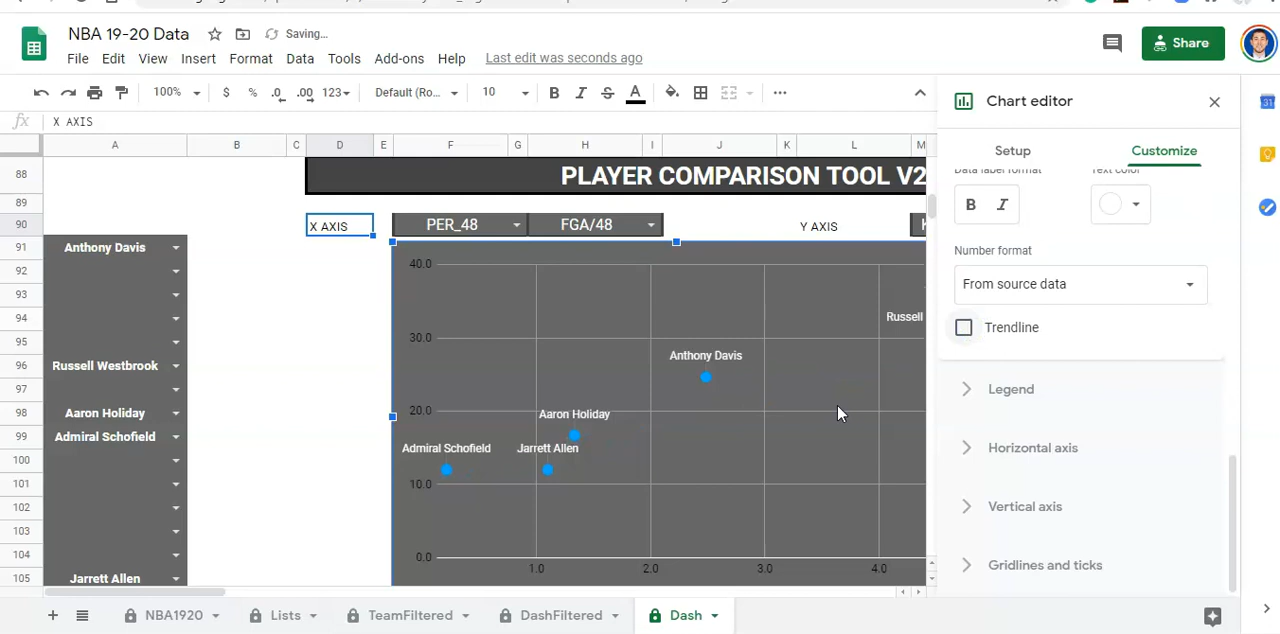 NBA 19-20 Data
Saving...
Share
File Edit View Insert Format Data Tools Add-ons Help Last edit was seconds ago
100% $ % .0 .00 123 Default (Ro... 10 B I S A
Chart editor
fx X AXIS
Setup Customize
A B C D E F G H I J K L M
Data label format Text color
88 PLAYER COMPARISON TOOL V2
89
90 X AXIS PER_48 FGA/48 Y AXIS
B I
91 Anthony Davis
92
93
94
95
96 Russell Westbrook
97
98 Aaron Holiday
99 Admiral Schofield
100
101
102
103
104
105 Jarrett Allen
40.0
30.0
20.0
10.0
0.0
1.0 2.0 3.0 4.0
Russell
Anthony Davis
Aaron Holiday
Admiral Schofield Jarrett Allen
Number format
From source data
Trendline
Legend
Horizontal axis
Vertical axis
Gridlines and ticks
NBA1920 Lists TeamFiltered DashFiltered Dash
31